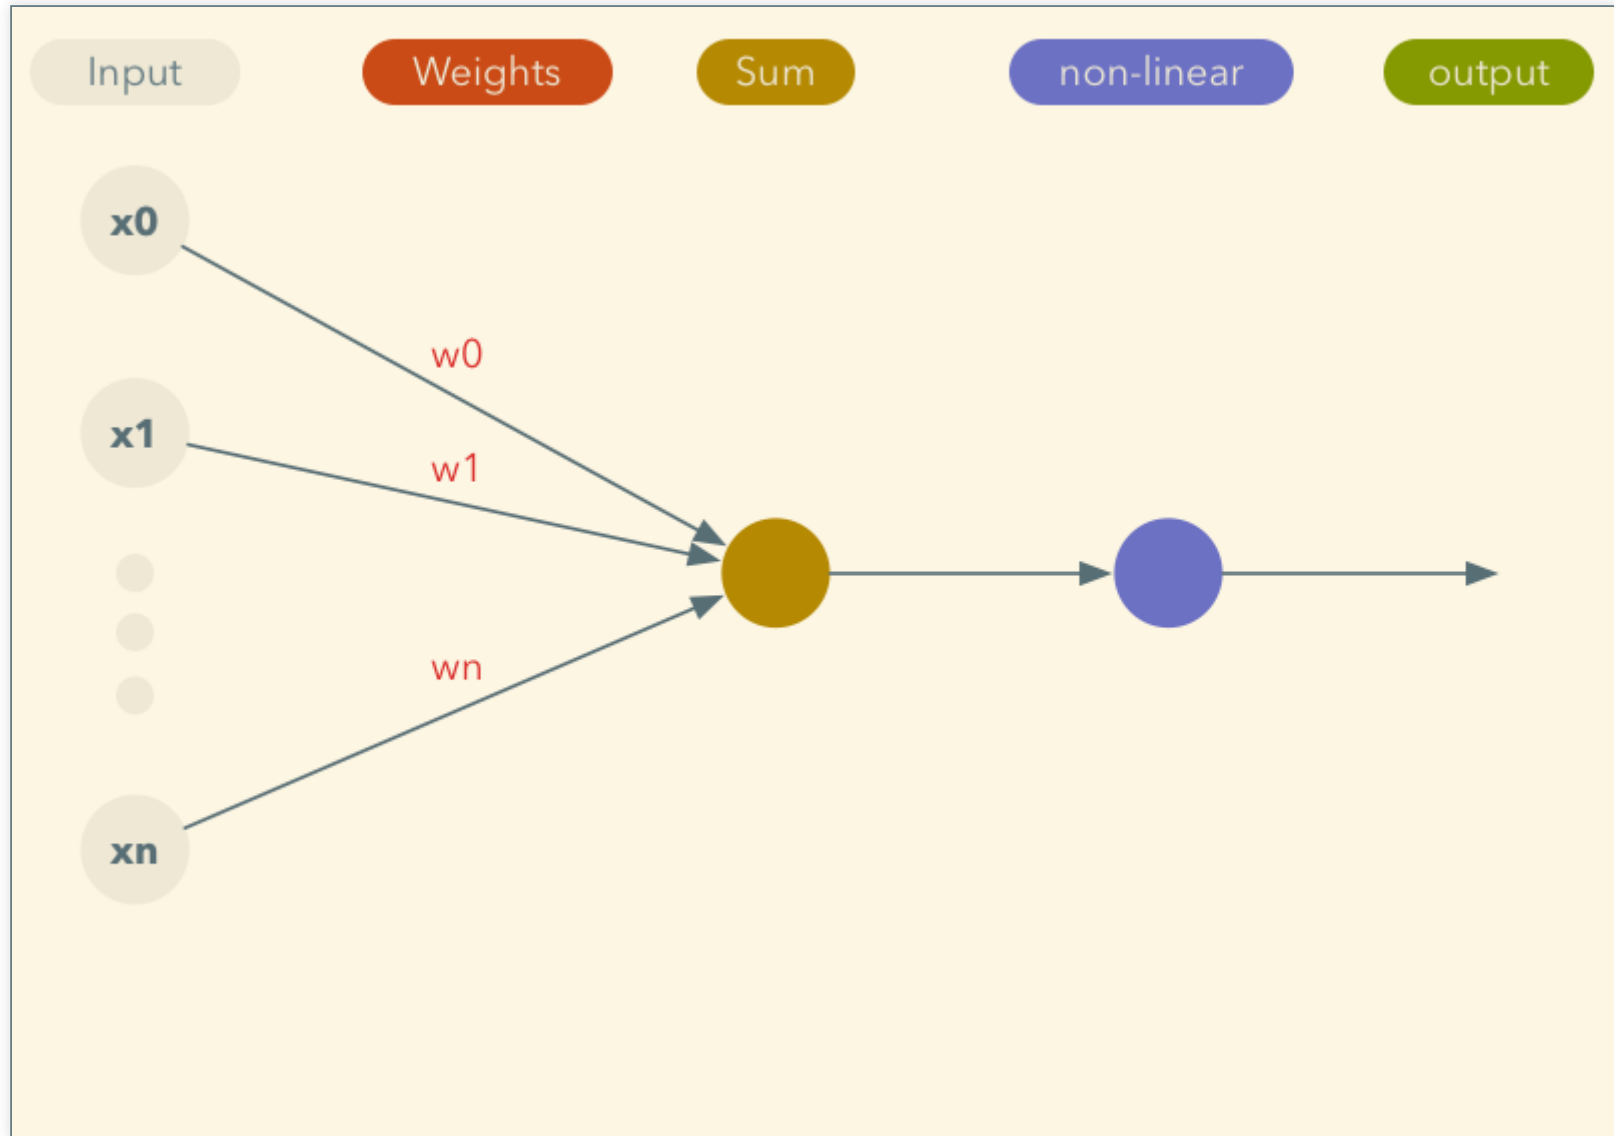 Input
Weights
Sum
non-linear
output
x0
w0
x1
w1
wn
xn